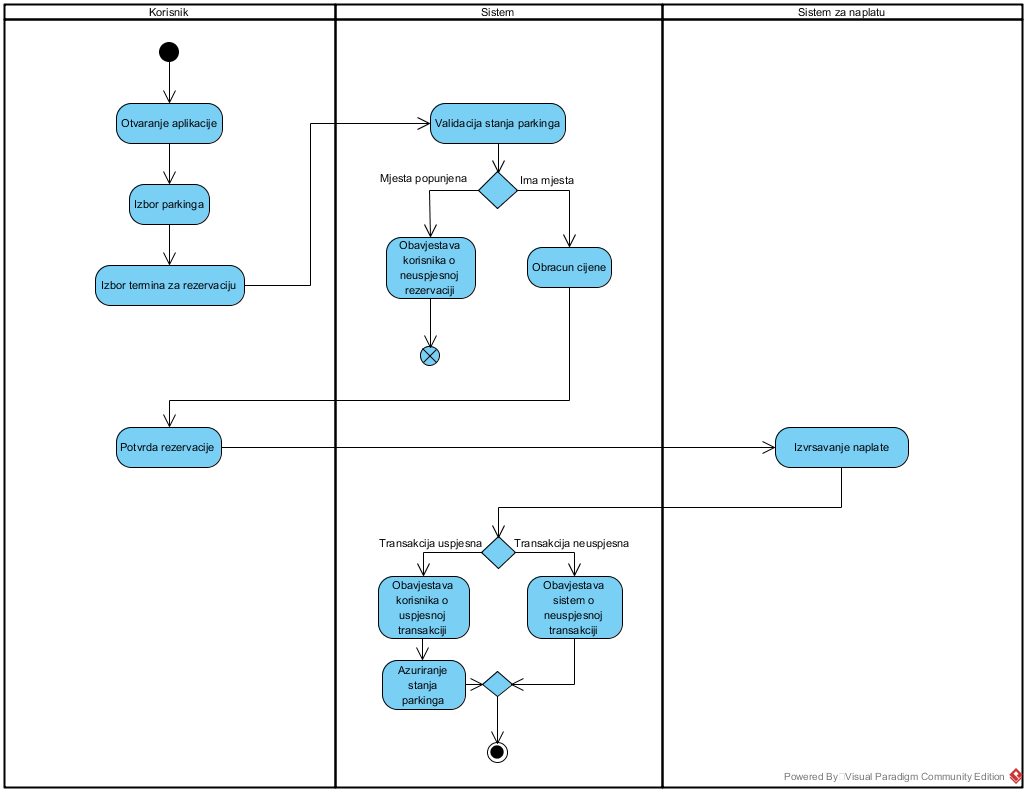 Korisnik
Sistem
Sistem za naplatu
Otvaranje aplikacije
Validacija stanja parkinga
Mjesta popunjena
Ima mjesta
Izbor parkinga
Obavjestava
korisnika o
neuspjesnoj
rezervaciji
Obracun cijene
Izbor termina za rezervaciju
Potvrda rezervacije
Izvrsavanje naplate
Transakcija uspjesna
Transakcija neuspjesna
Obavjestava
korisnika o
uspjesnoj
transakciji
Obavjestava
sistem o
neuspjesnoj
transakciji
Azuriranje
stanja
parkinga
Powered By Visual Paradigm Community Edition